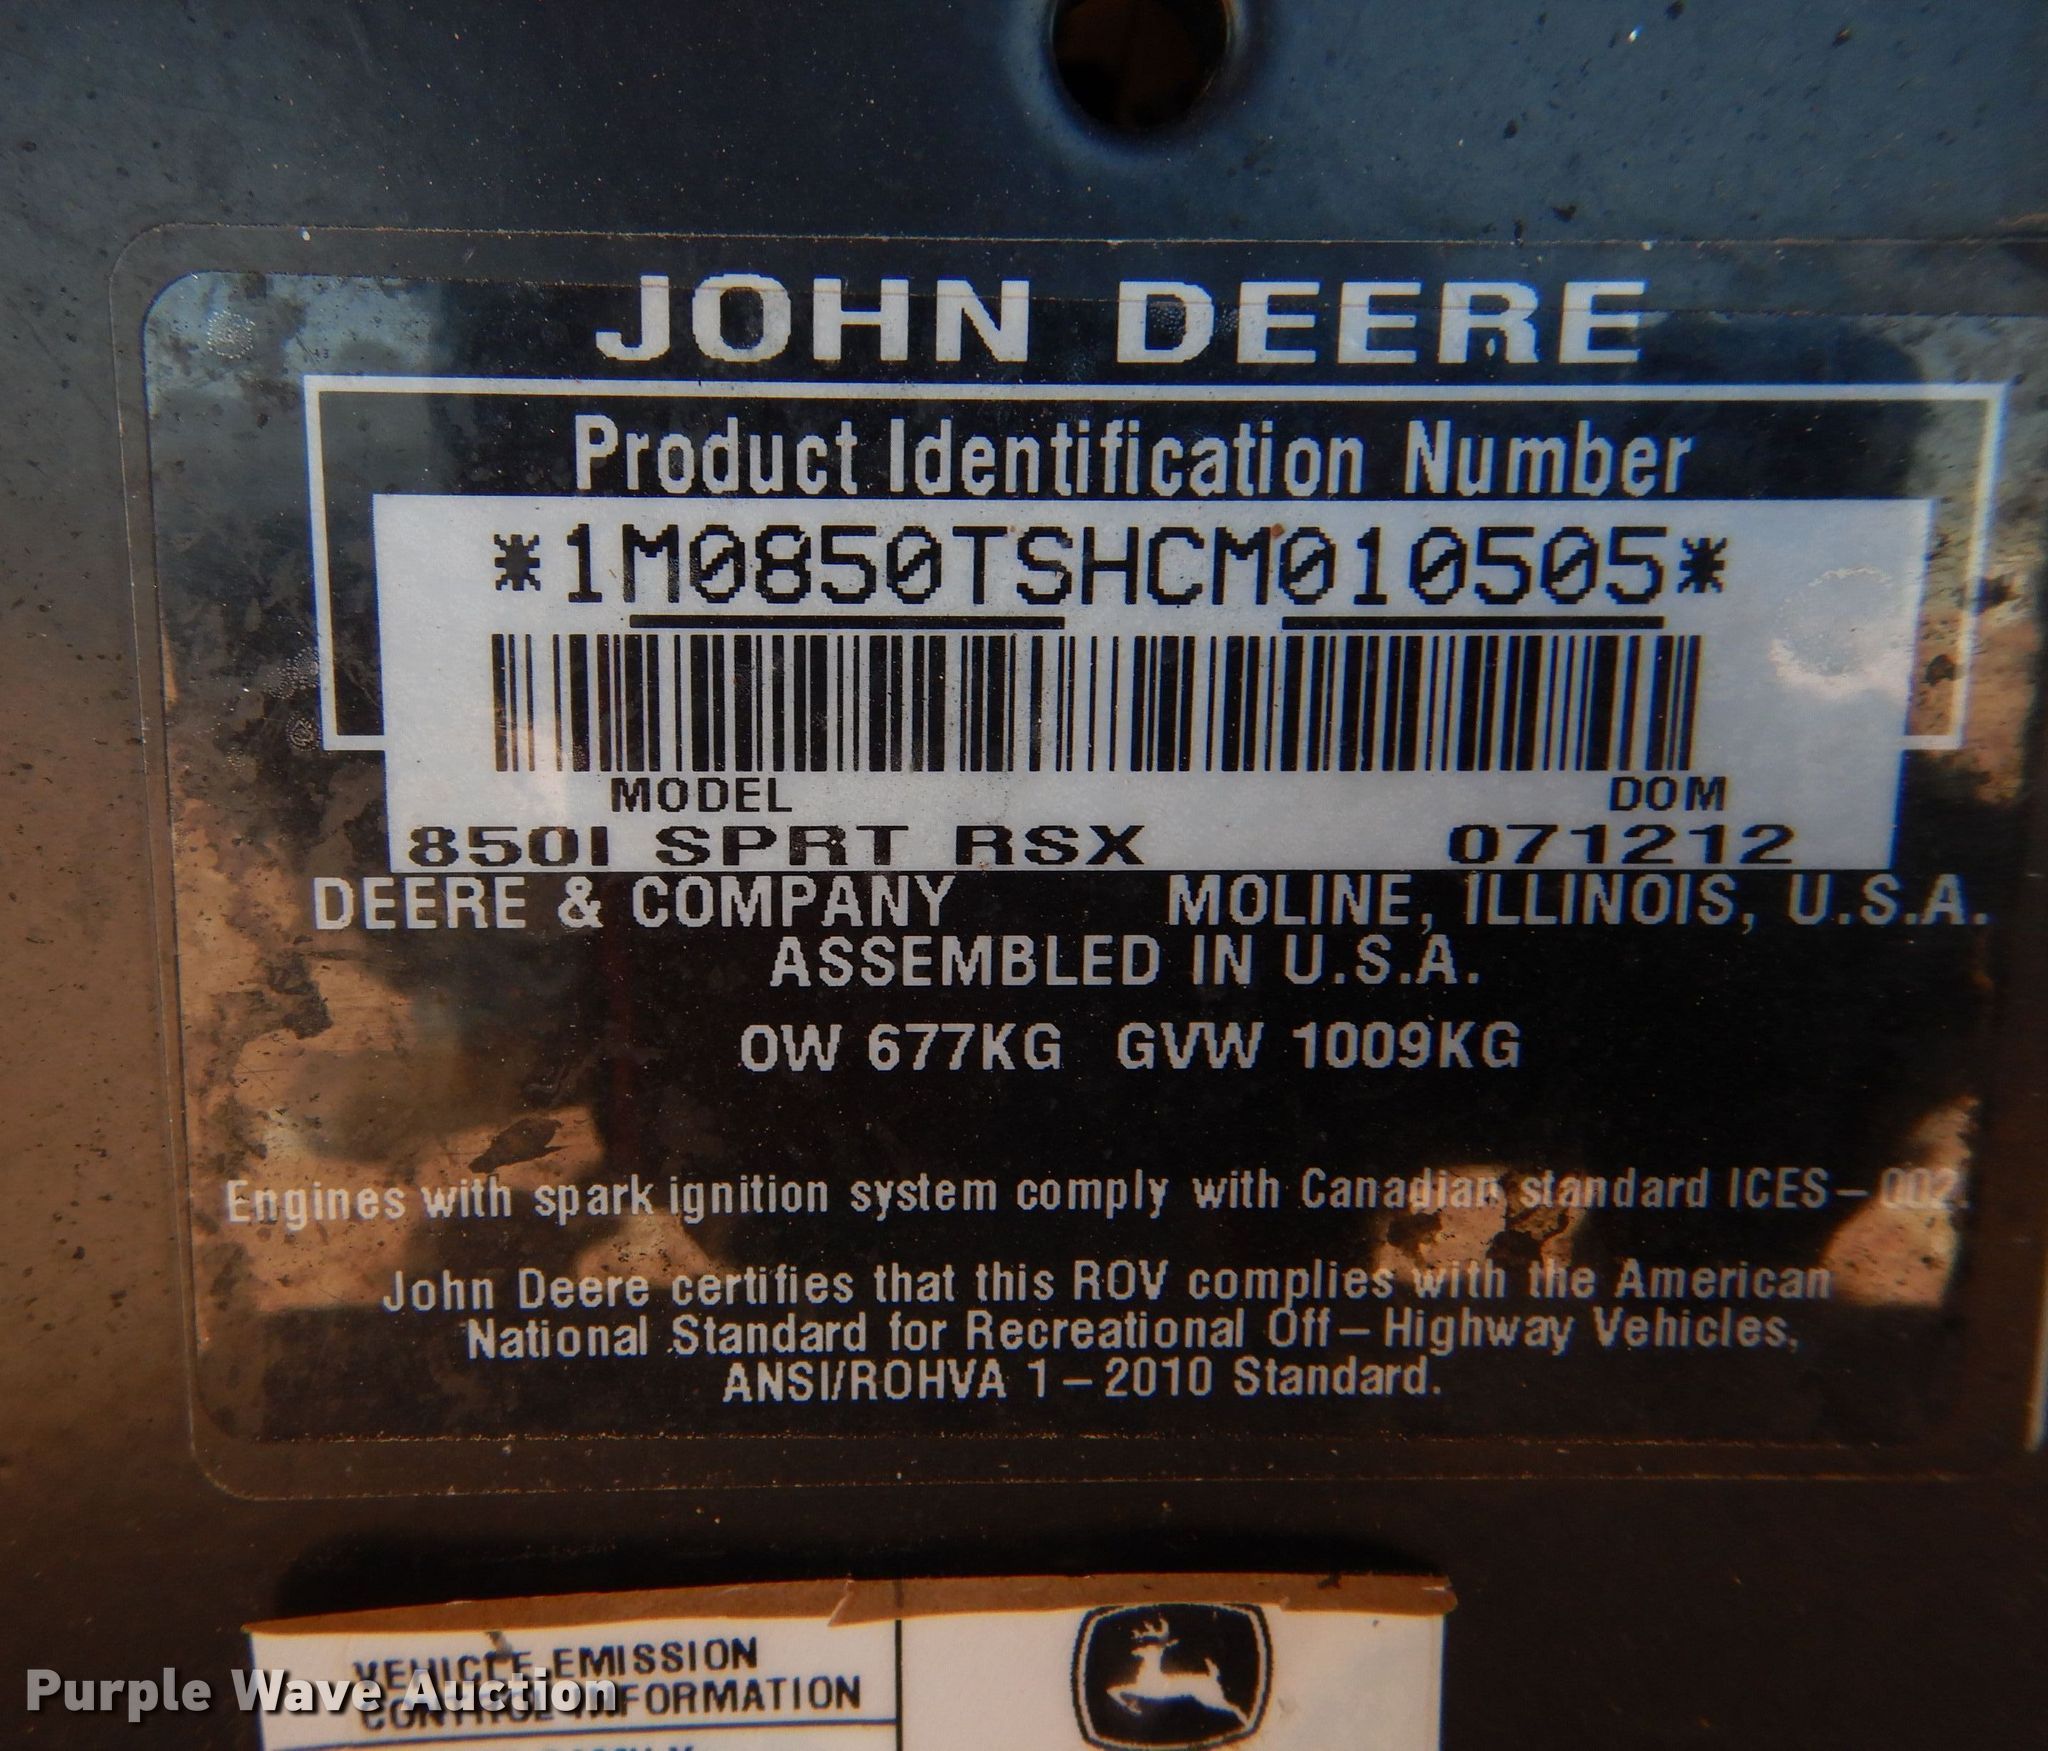 JOHN DEERE
Product Identification Number
*1M0850TSHCM010505*
MODEL DOM
850I SPRT RSX 071212
DEERE & COMPANY MOLINE, ILLINOIS, U.S.A.
ASSEMBLED IN U.S.A.
OW 677KG GVW 1009KG
Engines with spark ignition system comply with Canadian standard ICES-002.
John Deere certifies that this ROV complies with the American
National Standard for Recreational Off-Highway Vehicles,
ANSI/ROHVA 1-2010 Standard.
VEHICLE EMISSION
CONTROL INFORMATION
Purple Wave Auction